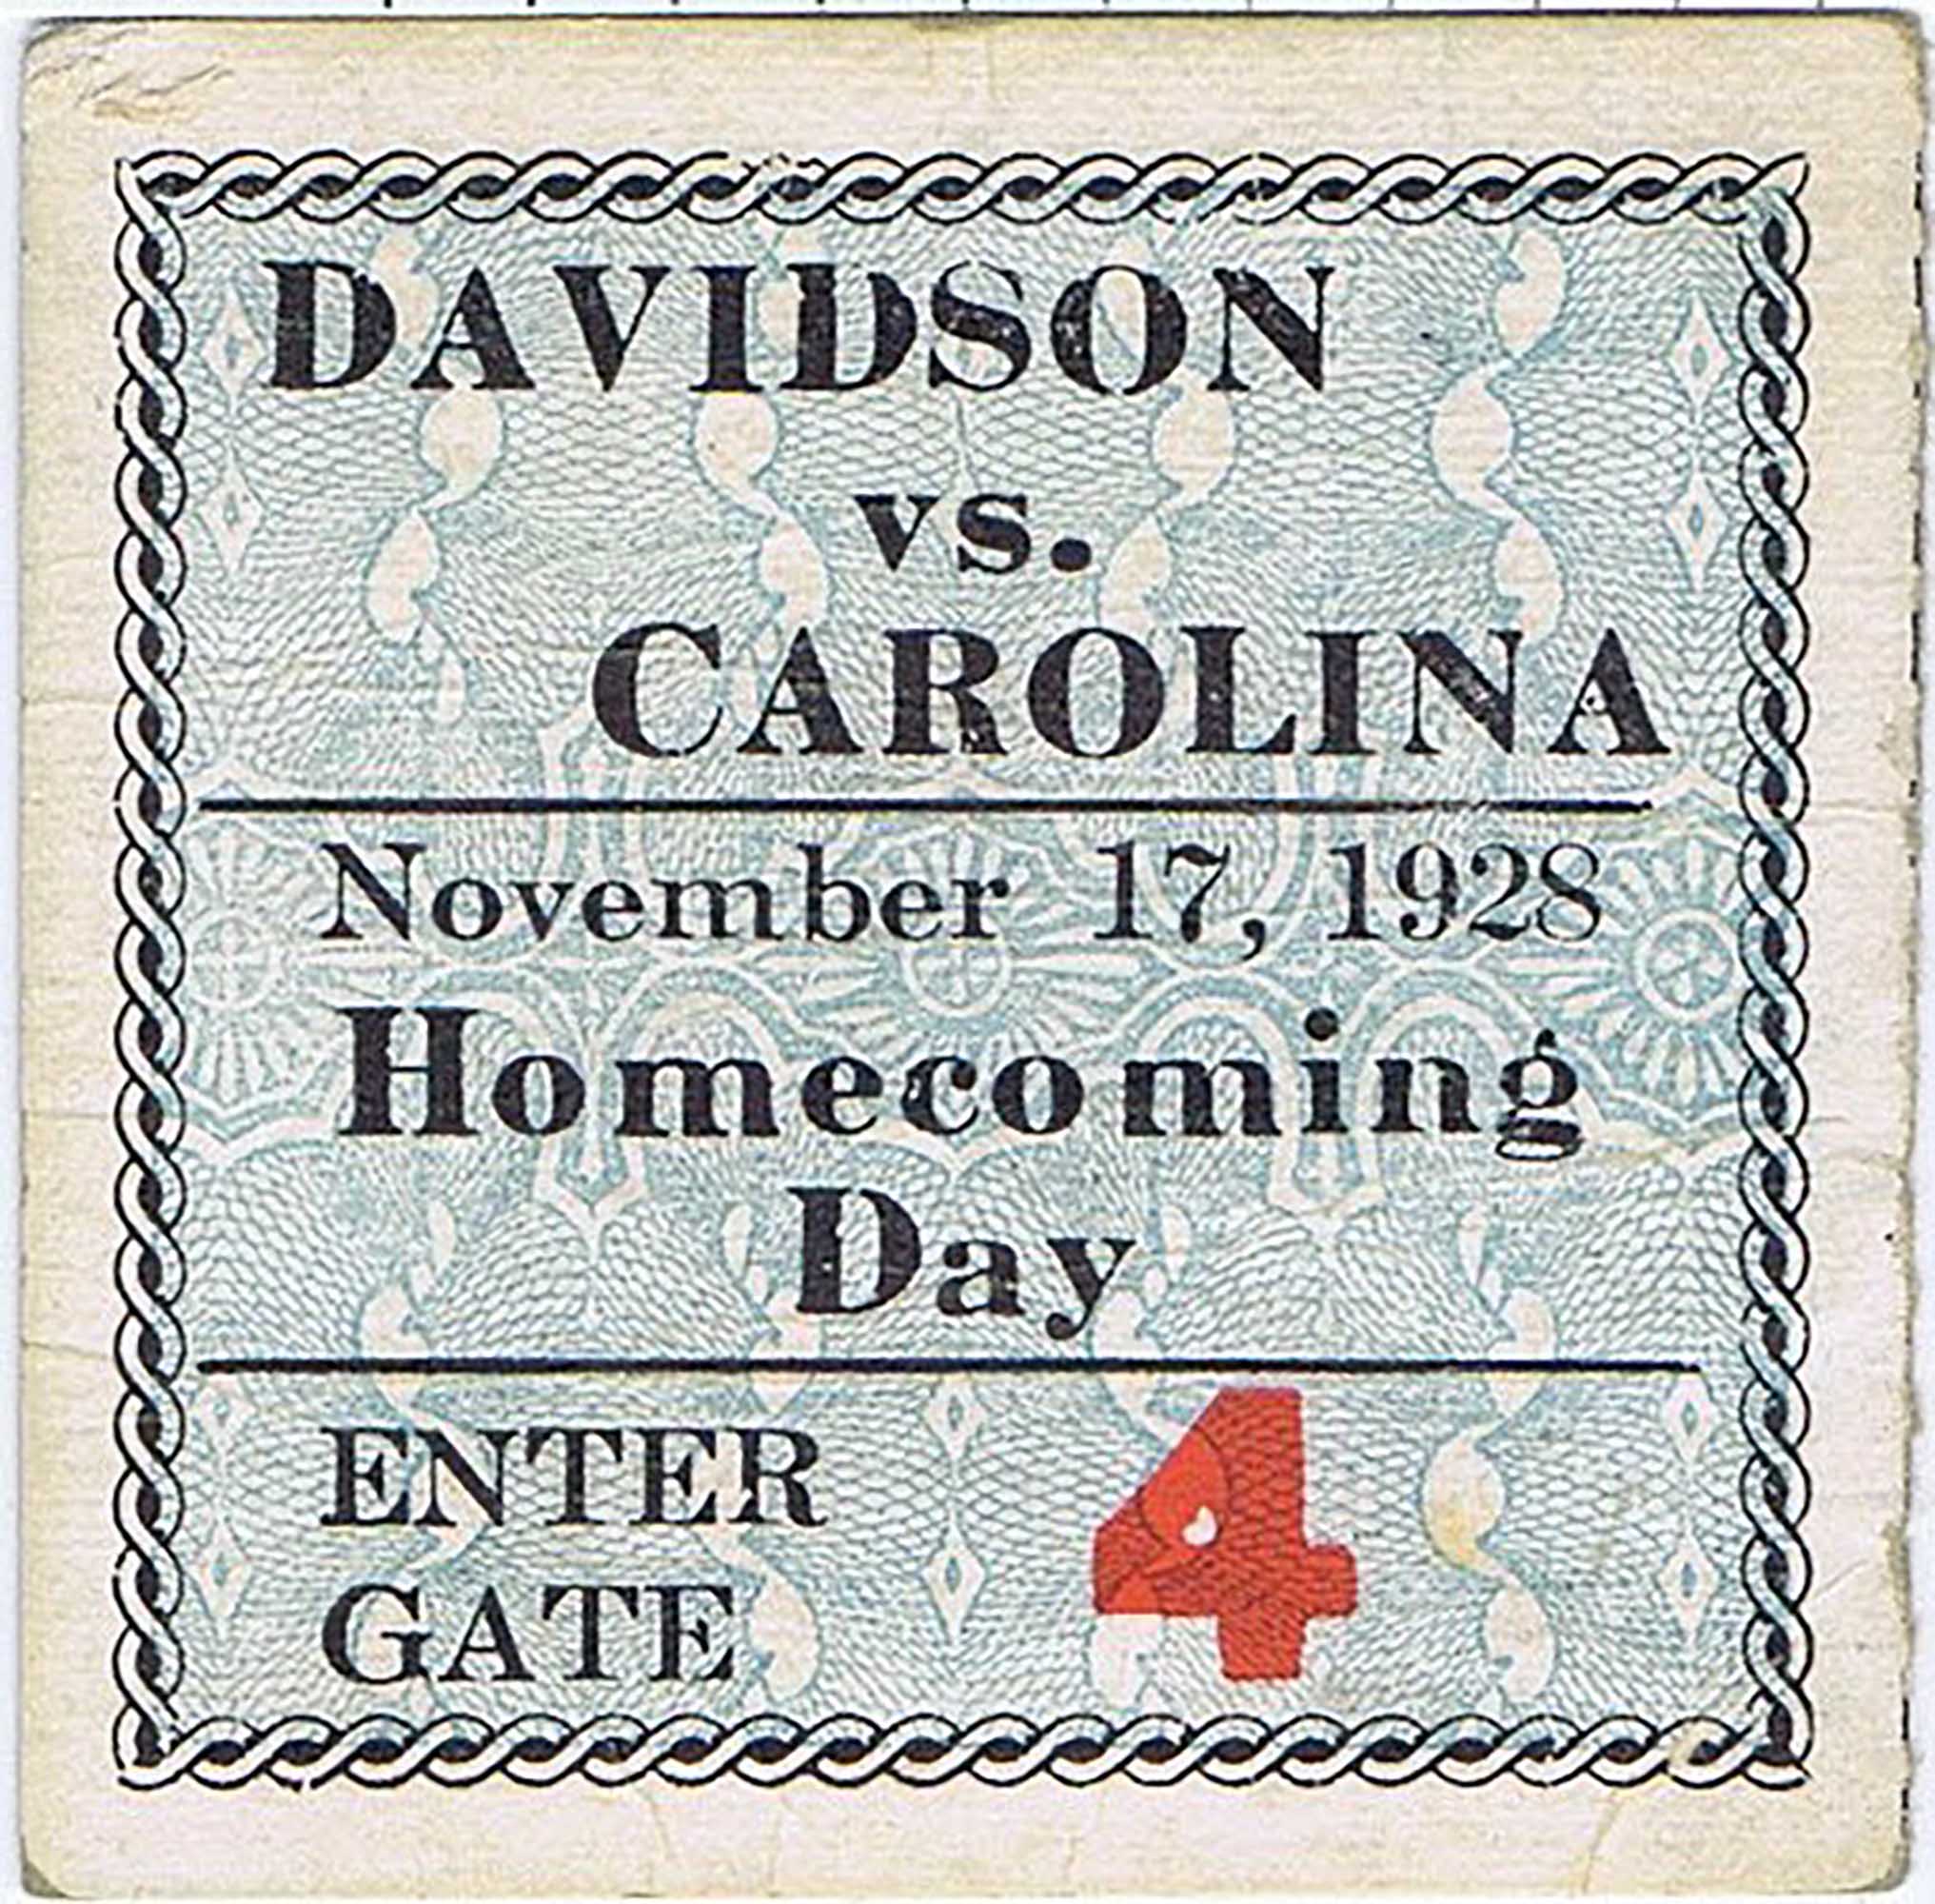 DAVIDSON
vs.
CAROLINA
November 17, 1928
Homecoming
Day
ENTER
GATE 4